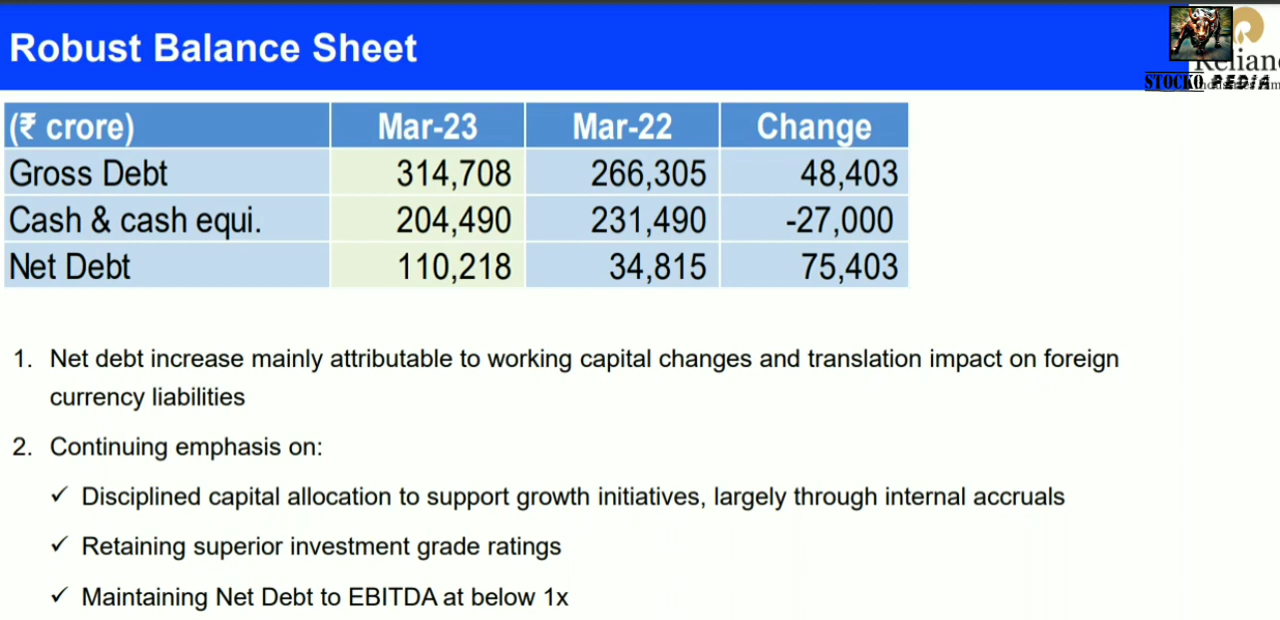 Robust Balance Sheet
STOCKO PEDIA
(₹ crore) Mar-23 Mar-22 Change
Gross Debt 314,708 266,305 48,403
Cash & cash equi. 204,490 231,490 -27,000
Net Debt 110,218 34,815 75,403
1. Net debt increase mainly attributable to working capital changes and translation impact on foreign
currency liabilities
2. Continuing emphasis on:
✓ Disciplined capital allocation to support growth initiatives, largely through internal accruals
✓ Retaining superior investment grade ratings
✓ Maintaining Net Debt to EBITDA at below 1x